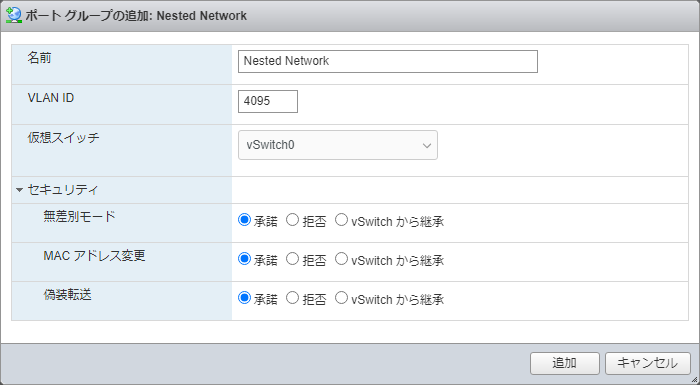 ポート グループの追加: Nested Network
名前 Nested Network
VLAN ID 4095
仮想スイッチ vSwitch0
セキュリティ
無差別モード 承諾 拒否 vSwitch から継承
MAC アドレス変更 承諾 拒否 vSwitch から継承
偽装転送 承諾 拒否 vSwitch から継承
追加 キャンセル